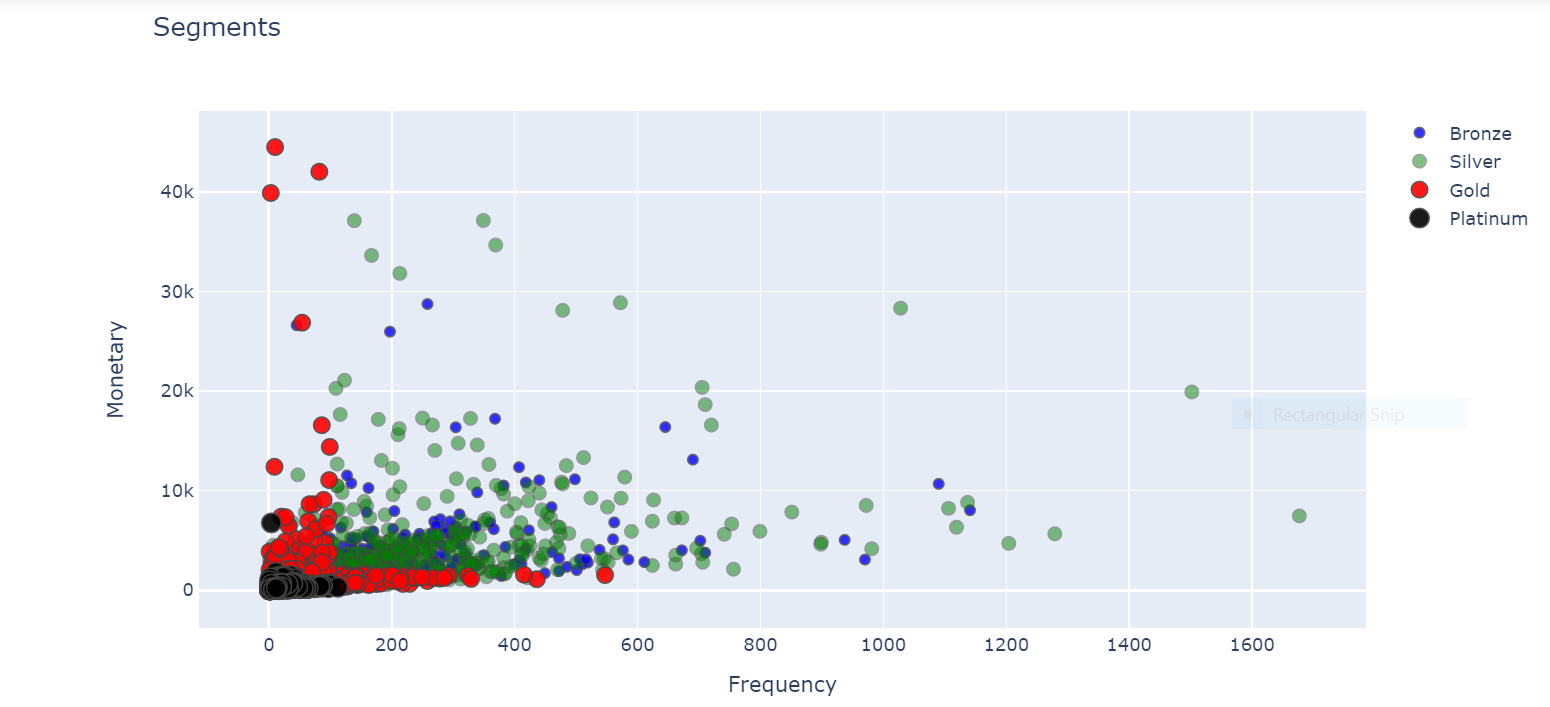 Segments
Bronze
Silver
Gold
Platinum
Monetary
40k
30k
20k
10k
0
Rectangular Snip
0
200
400
600
800
1000
1200
1400
1600
Frequency